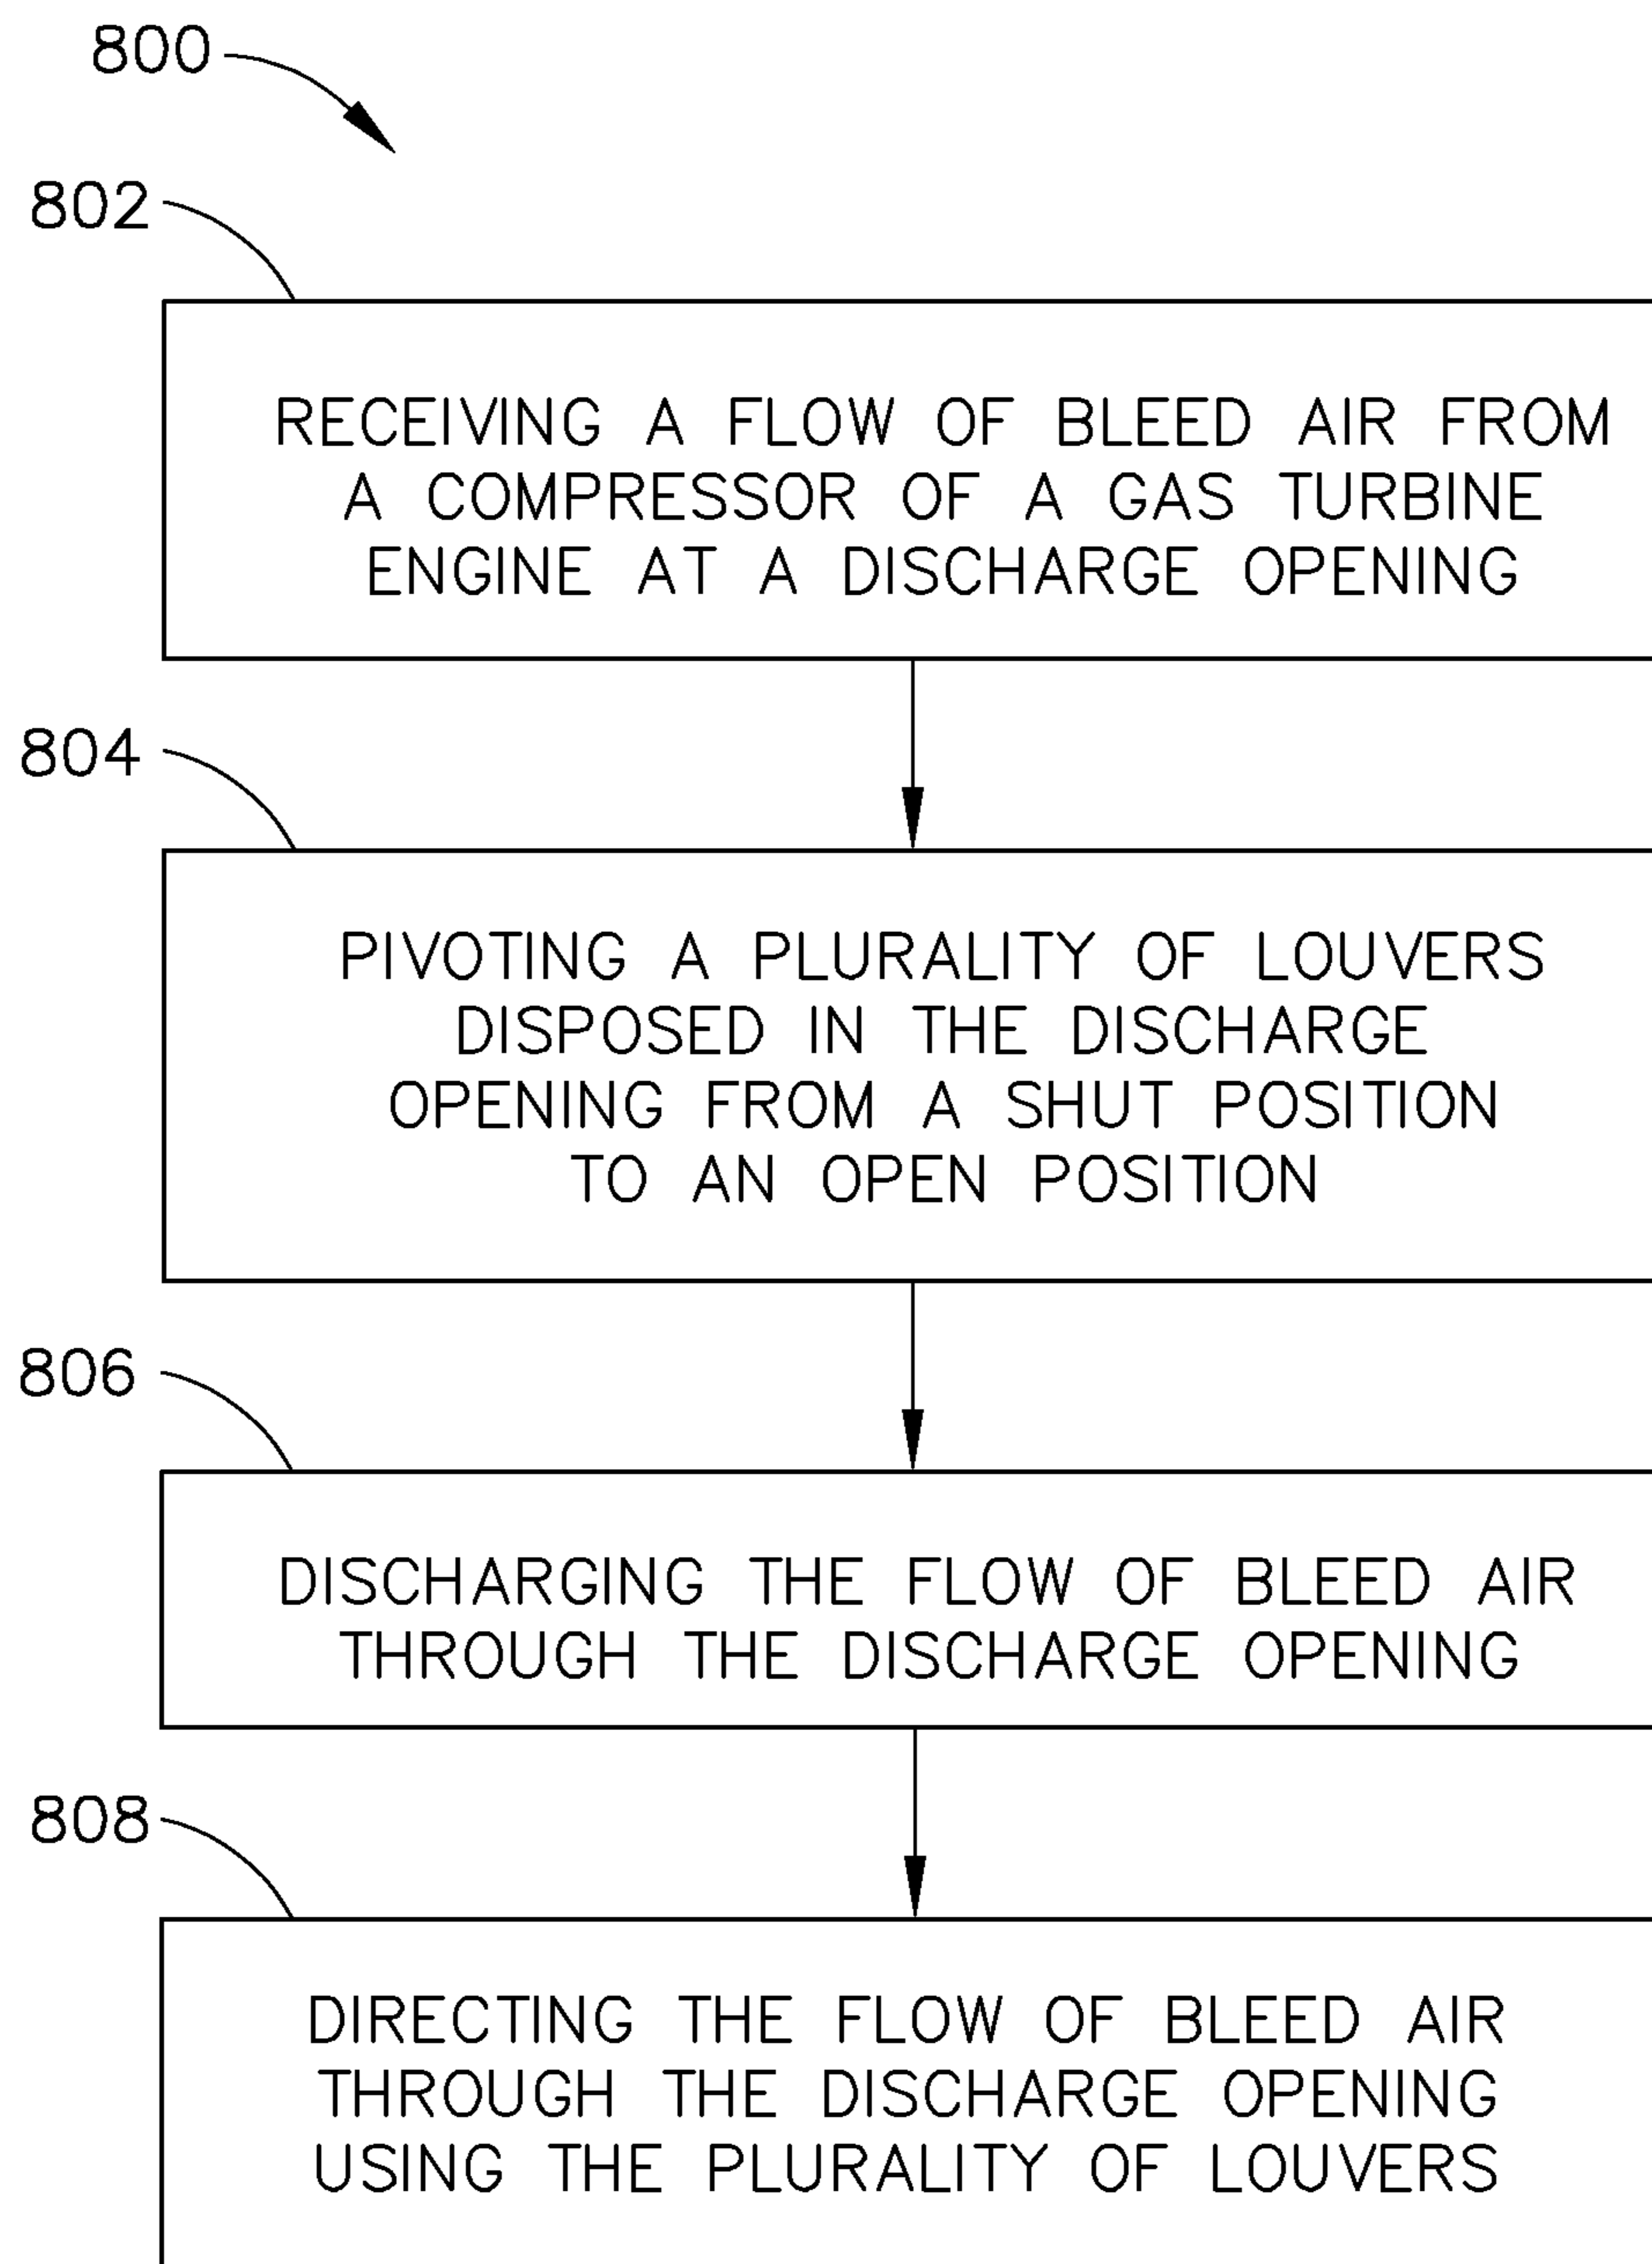 800
802
RECEIVING A FLOW OF BLEED AIR FROM
A COMPRESSOR OF A GAS TURBINE
ENGINE AT A DISCHARGE OPENING
804
PIVOTING A PLURALITY OF LOUVERS
DISPOSED IN THE DISCHARGE
OPENING FROM A SHUT POSITION
TO AN OPEN POSITION
806
DISCHARGING THE FLOW OF BLEED AIR
THROUGH THE DISCHARGE OPENING
808
DIRECTING THE FLOW OF BLEED AIR
THROUGH THE DISCHARGE OPENING
USING THE PLURALITY OF LOUVERS